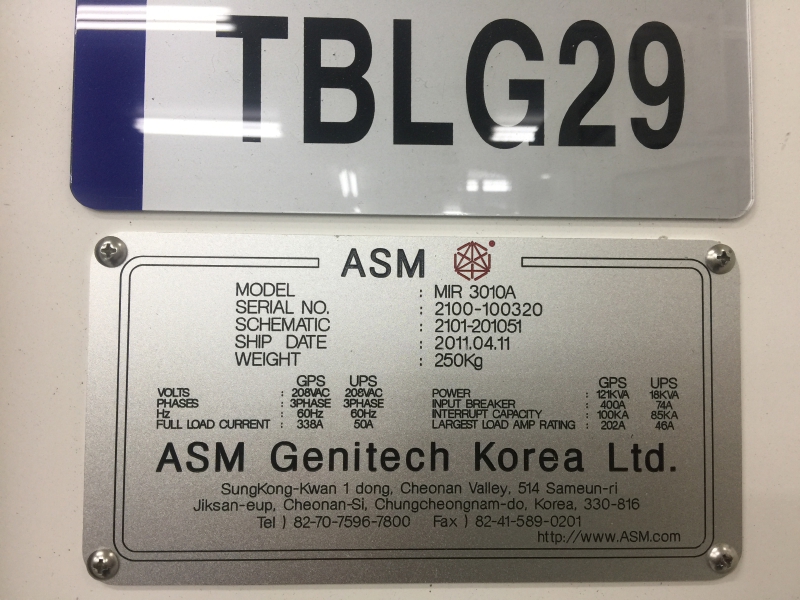 TBLG29
ASM
MODEL : MIR 3010A
SERIAL NO. : 2100-100320
SCHEMATIC : 2101-201051
SHIP DATE : 2011.04.11
WEIGHT : 250Kg
GPS UPS GPS UPS
VOLTS : 208VAC 208VAC POWER : 121KVA 18KVA
PHASES : 3PHASE 3PHASE INPUT BREAKER : 400A 74A
Hz : 60Hz 60Hz INTERRUPT CAPACITY : 100KA 85KA
FULL LOAD CURRENT : 338A 50A LARGEST LOAD AMP RATING : 202A 46A
ASM Genitech Korea Ltd.
SungKong-Kwan 1 dong, Cheonan Valley, 514 Sameun-ri
Jiksan-eup, Cheonan-Si, Chungcheongnam-do, Korea, 330-816
Tel ) 82-70-7596-7800 Fax ) 82-41-589-0201
http://www.ASM.com